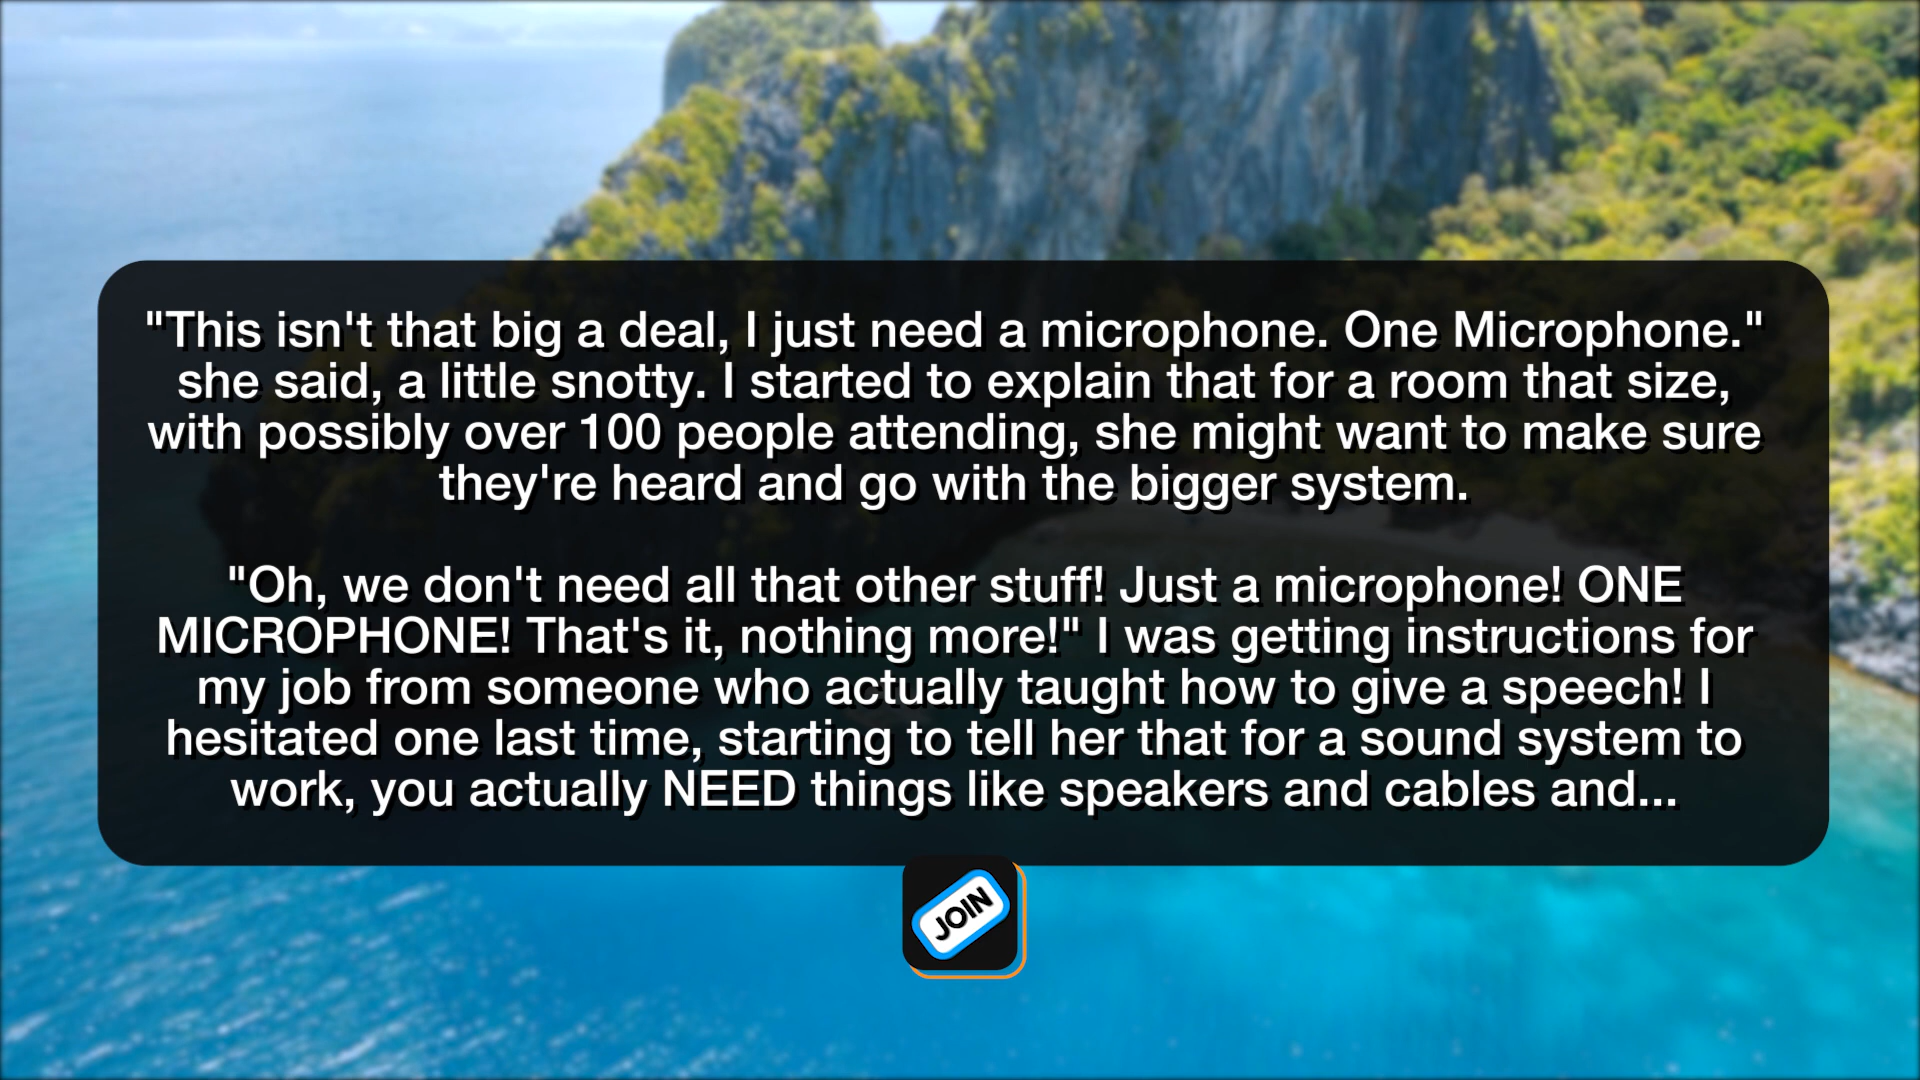 "This isn't that big a deal, I just need a microphone. One Microphone."
she said, a little snotty. I started to explain that for a room that size,
with possibly over 100 people attending, she might want to make sure
they're heard and go with the bigger system.
"Oh, we don't need all that other stuff! Just a microphone! ONE
MICROPHONE! That's it, nothing more!" I was getting instructions for
my job from someone who actually taught how to give a speech! I
hesitated one last time, starting to tell her that for a sound system to
work, you actually NEED things like speakers and cables and...
JOIN